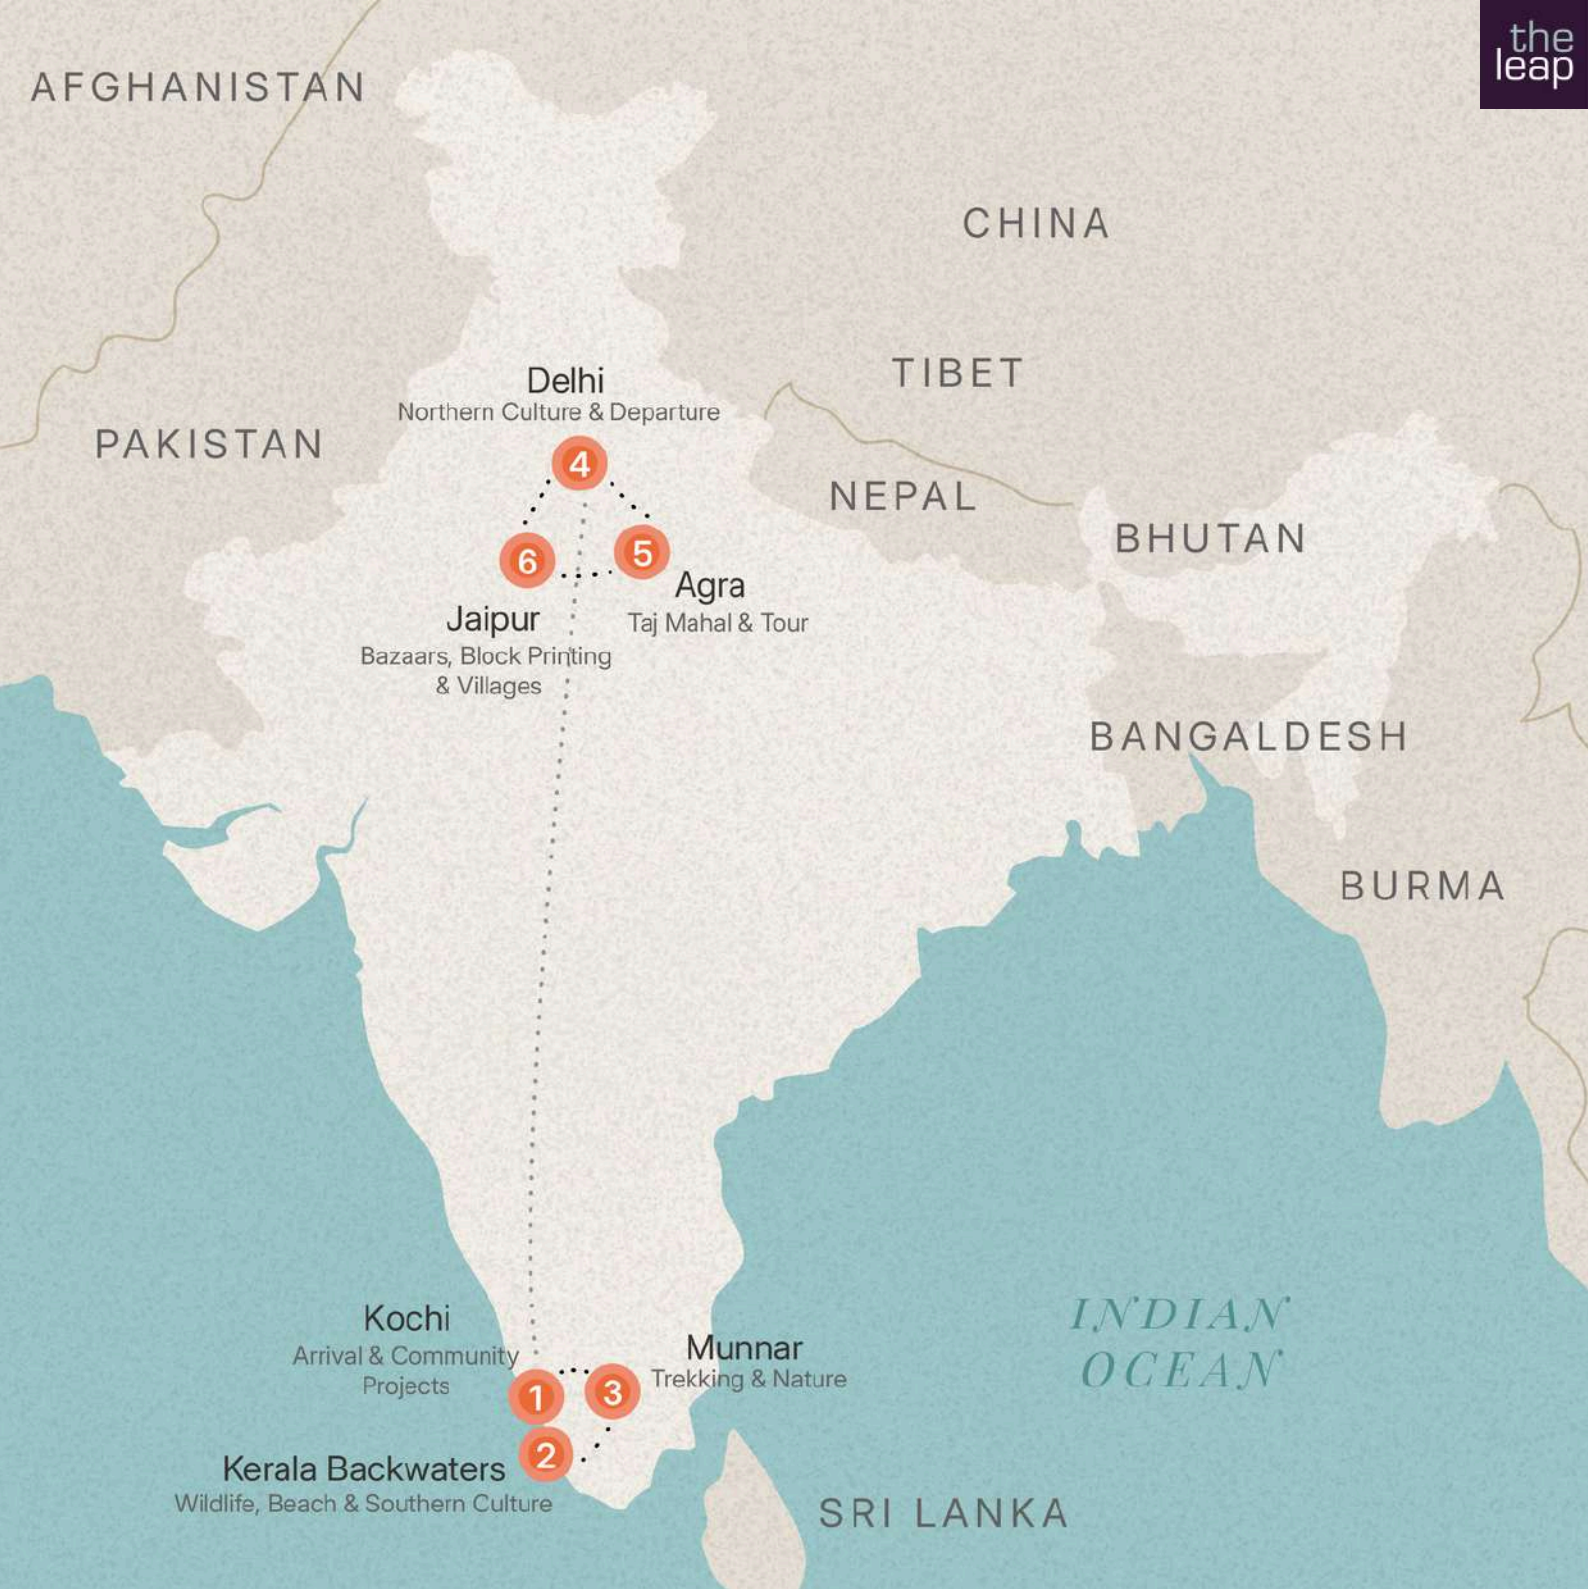 the
leap
AFGHANISTAN
CHINA
TIBET
Delhi
Northern Culture & Departure
PAKISTAN
4
NEPAL
BHUTAN
6
5
Agra
Taj Mahal & Tour
Jaipur
Bazaars, Block Printing
& Villages
BANGALDESH
BURMA
INDIAN
OCEAN
Kochi
Arrival & Community
Projects
Munnar
Trekking & Nature
1
3
2
Kerala Backwaters
Wildlife, Beach & Southern Culture
SRI LANKA